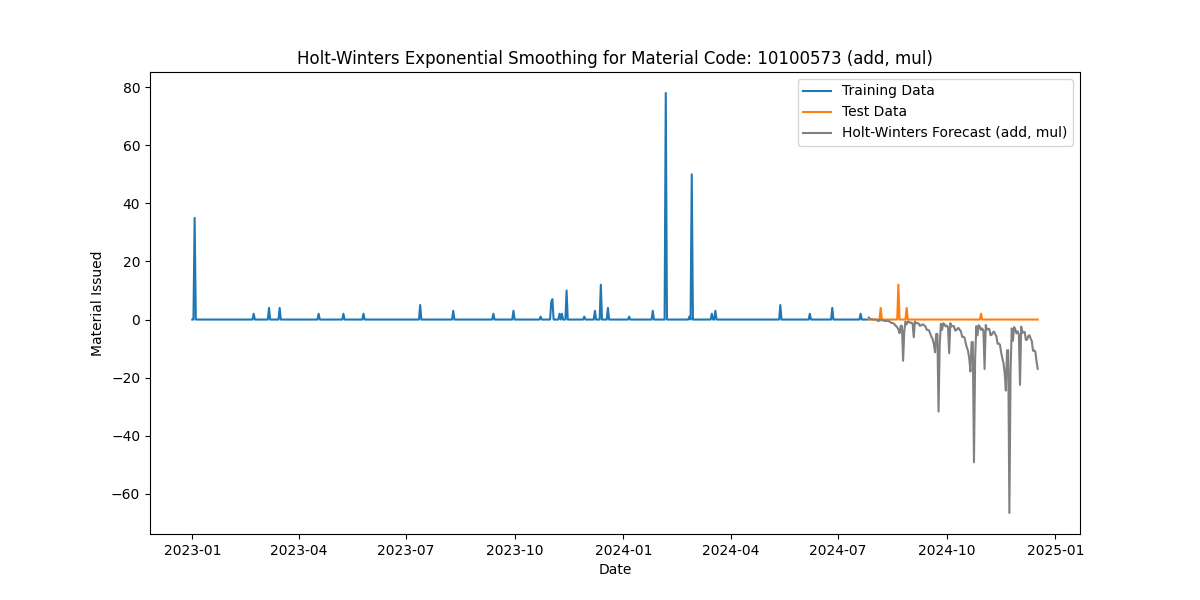 Holt-Winters Exponential Smoothing for Material Code: 10100573 (add, mul)
Training Data
Test Data
Holt-Winters Forecast (add, mul)
Material Issued
80
60
40
20
0
−20
−40
−60
2023-01 2023-04 2023-07 2023-10 2024-01 2024-04 2024-07 2024-10 2025-01
Date